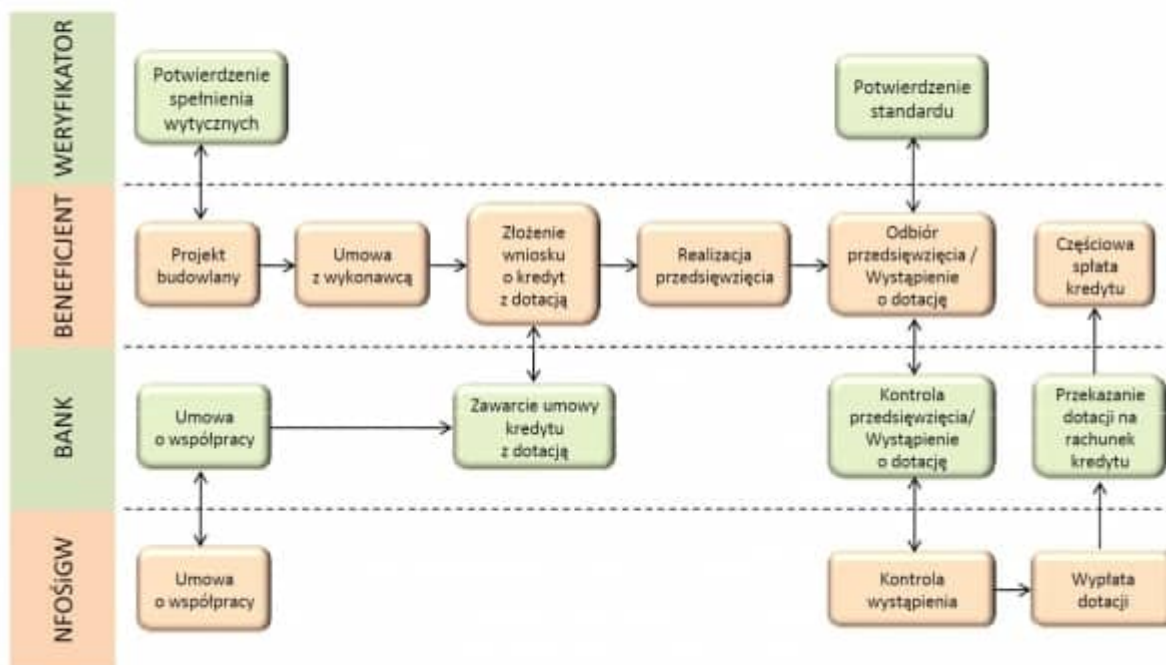 WERYFIKATOR
Potwierdzenie
spełnienia
wytycznych
Potwierdzenie
standardu
BENEFICJENT
Projekt
budowlany
Umowa
z wykonawcą
Złożenie
wniosku
o kredyt
z dotacją
Realizacja
przedsięwzięcia
Odbiór
przedsięwzięcia /
Wystąpienie
o dotację
Częściowa
spłata
kredytu
BANK
Umowa
o współpracy
Zawarcie umowy
kredytu
z dotacją
Kontrola
przedsięwzięcia/
Wystąpienie
o dotację
Przekazanie
dotacji na
rachunek
kredytu
NFOŚiGW
Umowa
o współpracy
Kontrola
wystąpienia
Wypłata
dotacji